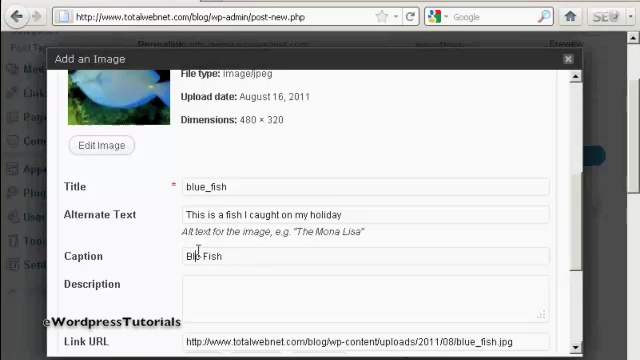 http://www.totalwebnet.com/blog/wp-admin/post-new.php
Google
SEO
Add an Image
File type: Image/jpeg
Upload date: August 16, 2011
Dimensions: 480 × 320
Edit Image
Title * blue_fish
Alternate Text This is a fish I caught on my holiday
Alt text for the image, e.g. "The Mona Lisa"
Caption Ble Fish
Description
eWordpressTutorials
Link URL http://www.totalwebnet.com/blog/wp-content/uploads/2011/08/blue_fish.jpg